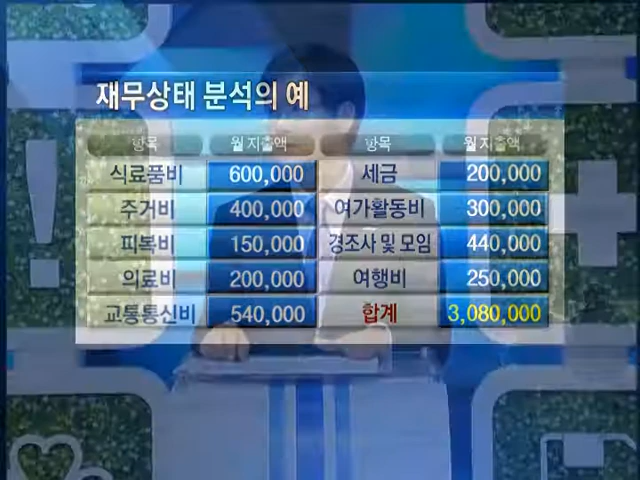 재무상태 분석의 예
항목 월 지출액 항목 월 지출액
식료품비 600,000 세금 200,000
주거비 400,000 여가활동비 300,000
피복비 150,000 경조사 및 모임 440,000
의료비 200,000 여행비 250,000
교통통신비 540,000 합계 3,080,000